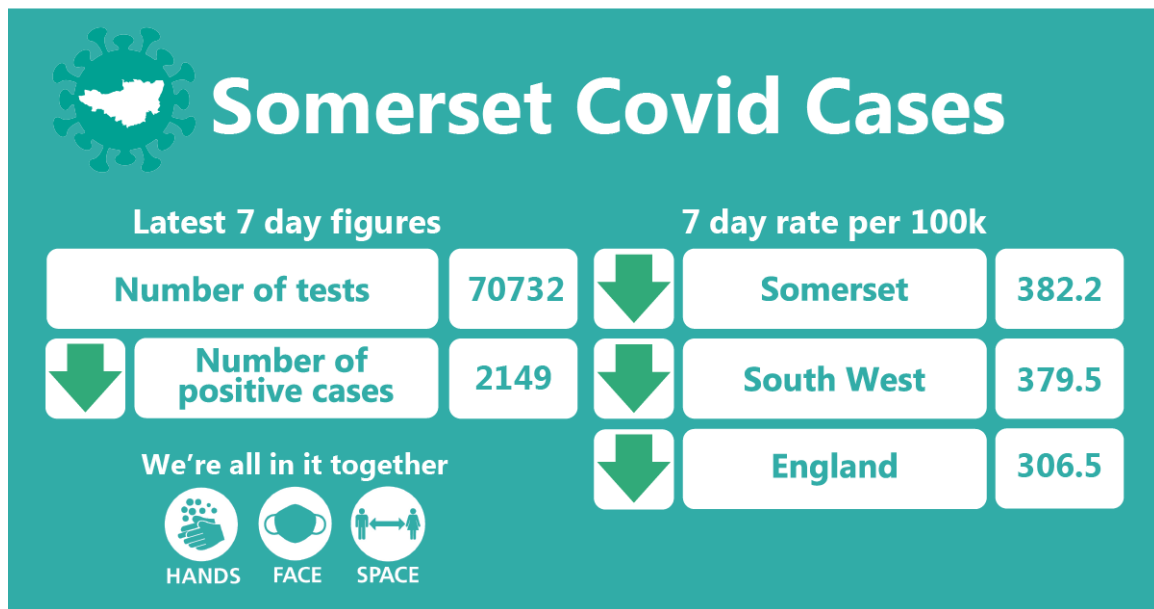 Somerset Covid Cases
Latest 7 day figures
Number of tests 70732
Number of
positive cases 2149
7 day rate per 100k
Somerset 382.2
South West 379.5
England 306.5
We're all in it together
HANDS FACE SPACE